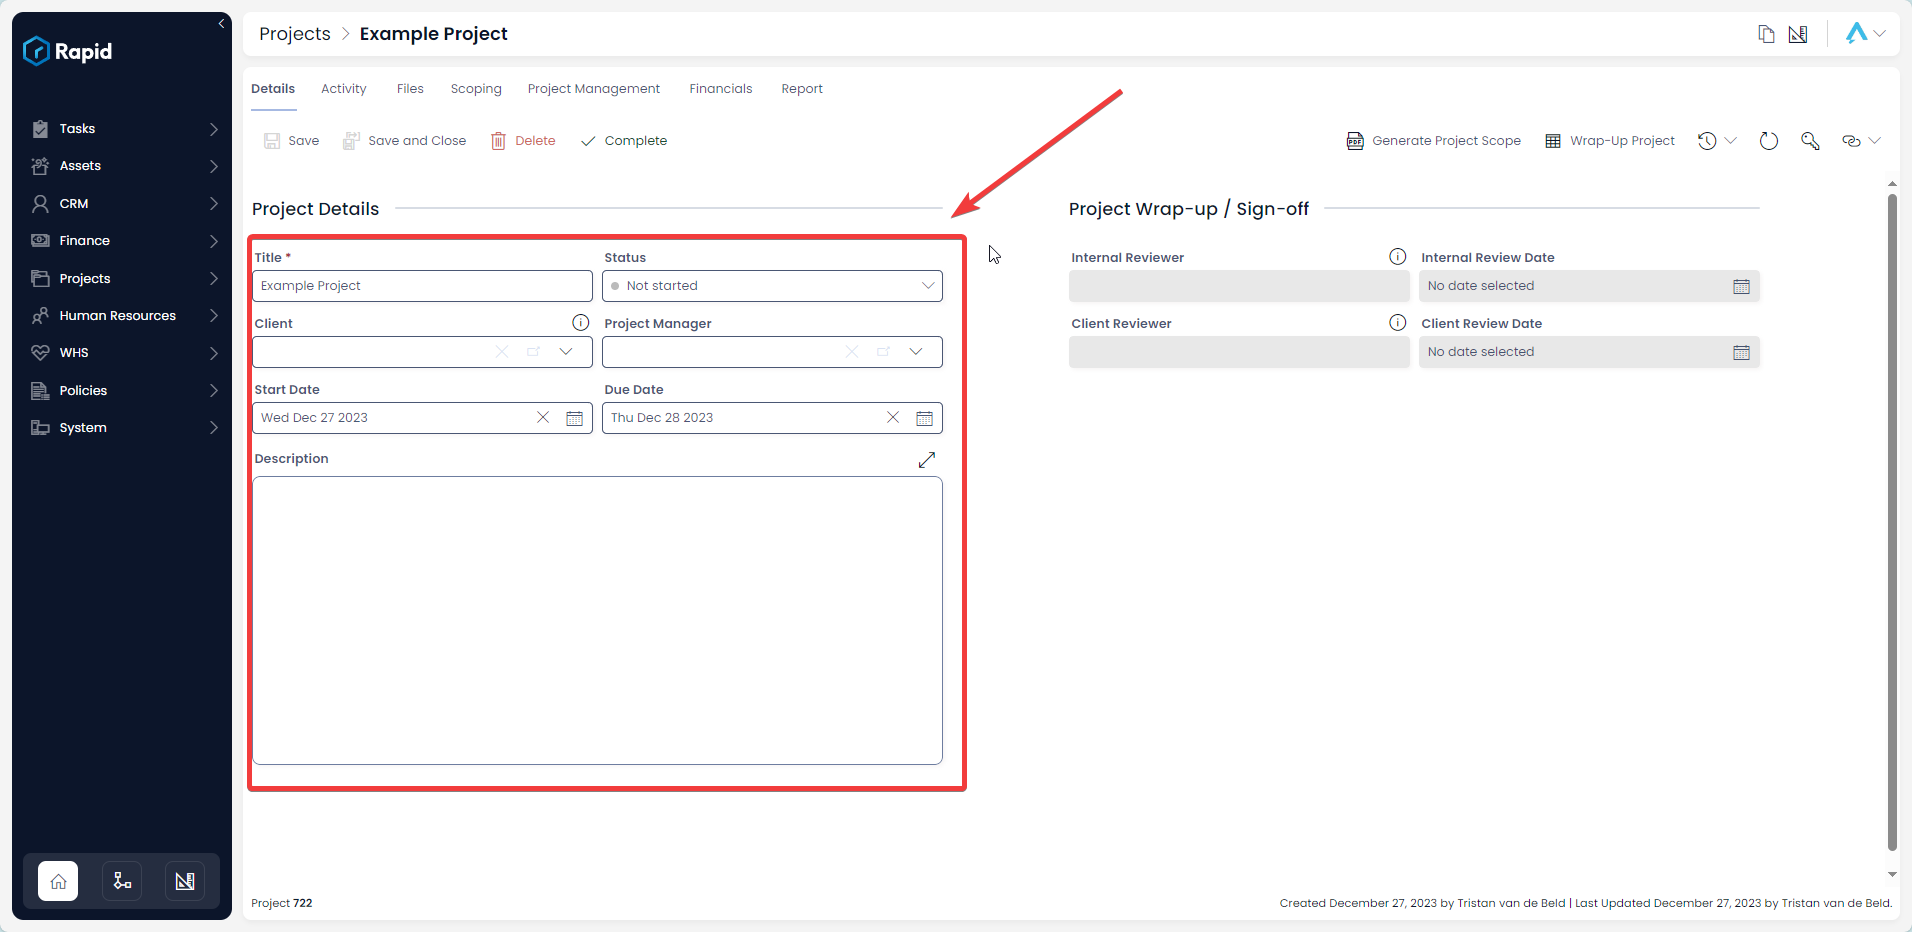 Rapid
Tasks
Assets
CRM
Finance
Projects
Human Resources
WHS
Policies
System
Projects > Example Project
Details Activity Files Scoping Project Management Financials Report
Save Save and Close Delete Complete PDF Generate Project Scope Wrap-Up Project
Project Details
Title * Status
Example Project Not started
Client Project Manager
Start Date Due Date
Wed Dec 27 2023 Thu Dec 28 2023
Description
Project Wrap-up / Sign-off
Internal Reviewer Internal Review Date
No date selected
Client Reviewer Client Review Date
No date selected
Project 722
Created December 27, 2023 by Tristan van de Beld | Last Updated December 27, 2023 by Tristan van de Beld.